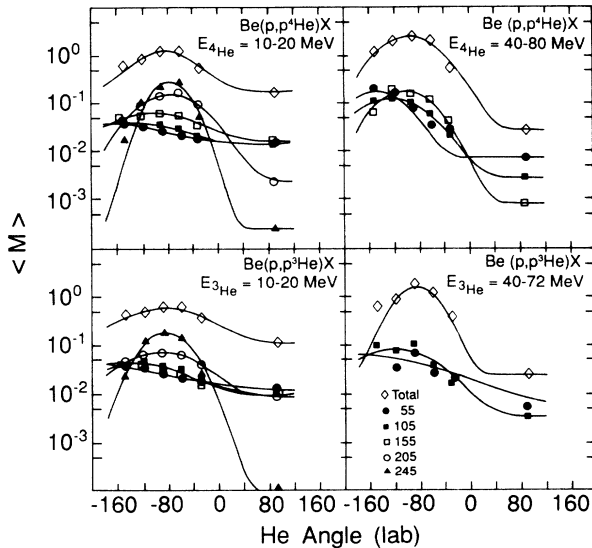 Be(p,p⁴He)X
E₄He = 10-20 MeV
Be (p,p⁴He)X
E₄He = 40-80 MeV
10⁰
10⁻¹
10⁻²
10⁻³
< M >
Be(p,p³He)X
E₃He = 10-20 MeV
Be (p,p³He)X
E₃He = 40-72 MeV
10⁰
10⁻¹
10⁻²
10⁻³
◇ Total
● 55
■ 105
□ 155
○ 205
▲ 245
-160 -80 0 80 160 -160 -80 0 80 160
He Angle (lab)